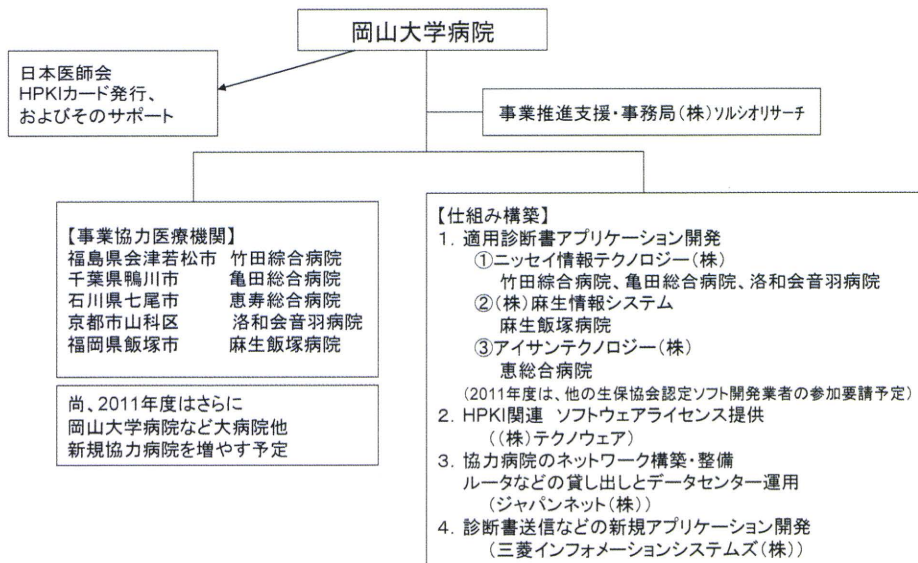 岡山大学病院
日本医師会
HPKIカード発行、
およびそのサポート
事業推進支援・事務局(株)ソルシオリサーチ
【事業協力医療機関】
福島県会津若松市 竹田綜合病院
千葉県鴨川市 亀田総合病院
石川県七尾市 恵寿総合病院
京都市山科区 洛和会音羽病院
福岡県飯塚市 麻生飯塚病院
尚、2011年度はさらに
岡山大学病院など大病院他
新規協力病院を増やす予定
【仕組み構築】
1. 適用診断書アプリケーション開発
①ニッセイ情報テクノロジー(株)
竹田綜合病院、亀田総合病院、洛和会音羽病院
②(株)麻生情報システム
麻生飯塚病院
③アイサンテクノロジー(株)
恵総合病院
(2011年度は、他の生保協会認定ソフト開発業者の参加要請予定)
2. HPKI関連 ソフトウェアライセンス提供
((株)テクノウェア)
3. 協力病院のネットワーク構築・整備
ルータなどの貸し出しとデータセンター運用
(ジャパンネット(株))
4. 診断書送信などの新規アプリケーション開発
(三菱インフォメーションシステムズ(株))